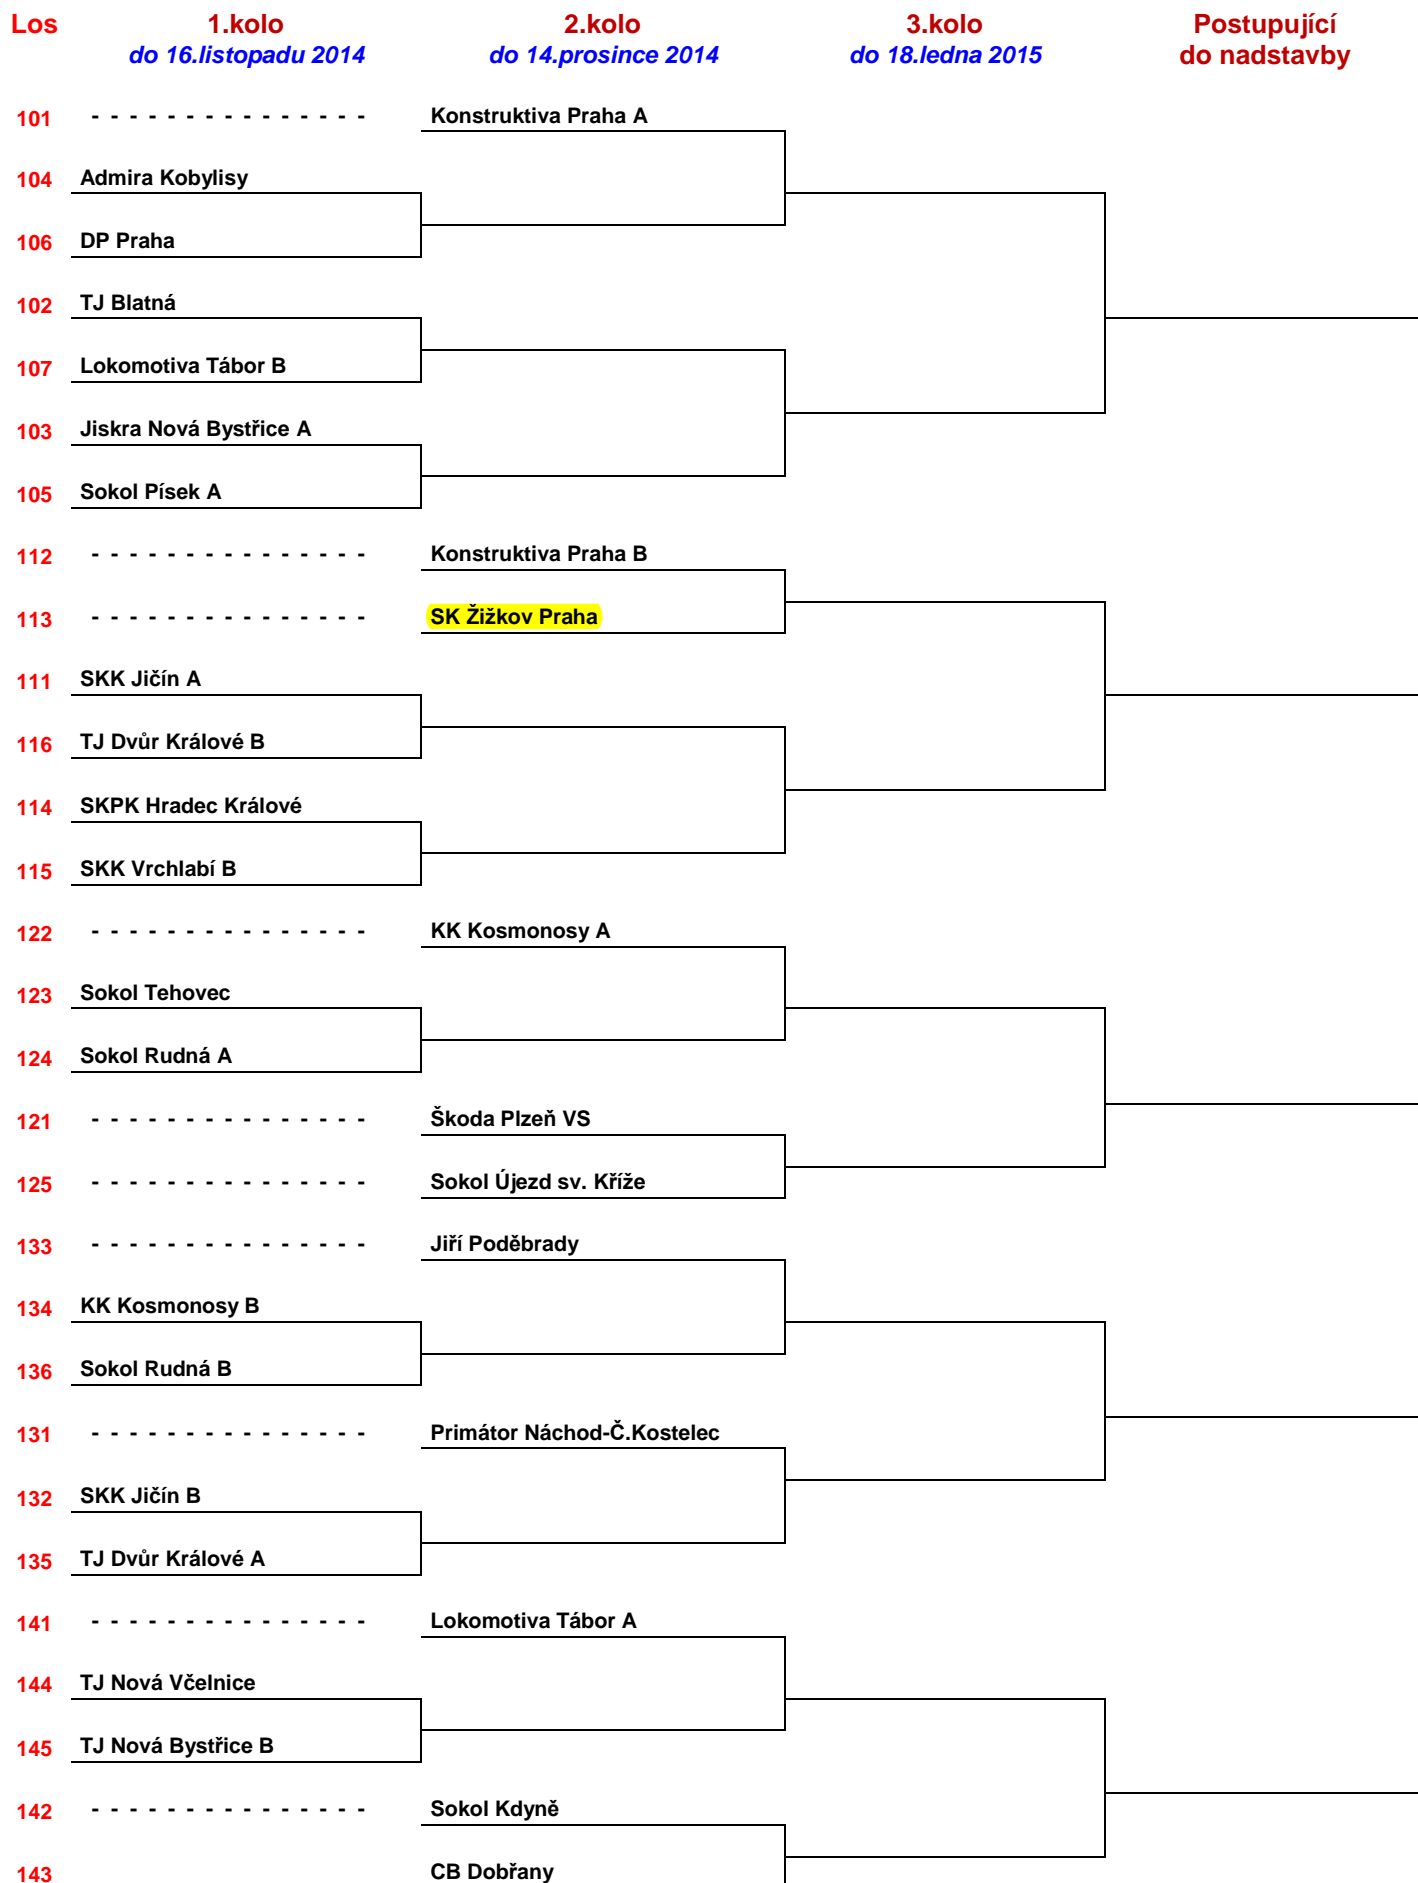 Los 1.kolo 2.kolo 3.kolo Postupující
do 16.listopadu 2014 do 14.prosince 2014 do 18.ledna 2015 do nadstavby
101 - - - - - - - - - - - - - - - Konstruktiva Praha A
104 Admira Kobylisy
106 DP Praha
102 TJ Blatná
107 Lokomotiva Tábor B
103 Jiskra Nová Bystřice A
105 Sokol Písek A
112 - - - - - - - - - - - - - - - Konstruktiva Praha B
113 - - - - - - - - - - - - - - - SK Žižkov Praha
111 SKK Jičín A
116 TJ Dvůr Králové B
114 SKPK Hradec Králové
115 SKK Vrchlabí B
122 - - - - - - - - - - - - - - - KK Kosmonosy A
123 Sokol Tehovec
124 Sokol Rudná A
121 - - - - - - - - - - - - - - - Škoda Plzeň VS
125 - - - - - - - - - - - - - - - Sokol Újezd sv. Kříže
133 - - - - - - - - - - - - - - - Jiří Poděbrady
134 KK Kosmonosy B
136 Sokol Rudná B
131 - - - - - - - - - - - - - - - Primátor Náchod-Č.Kostelec
132 SKK Jičín B
135 TJ Dvůr Králové A
141 - - - - - - - - - - - - - - - Lokomotiva Tábor A
144 TJ Nová Včelnice
145 TJ Nová Bystřice B
142 - - - - - - - - - - - - - - - Sokol Kdyně
143 CB Dobřany